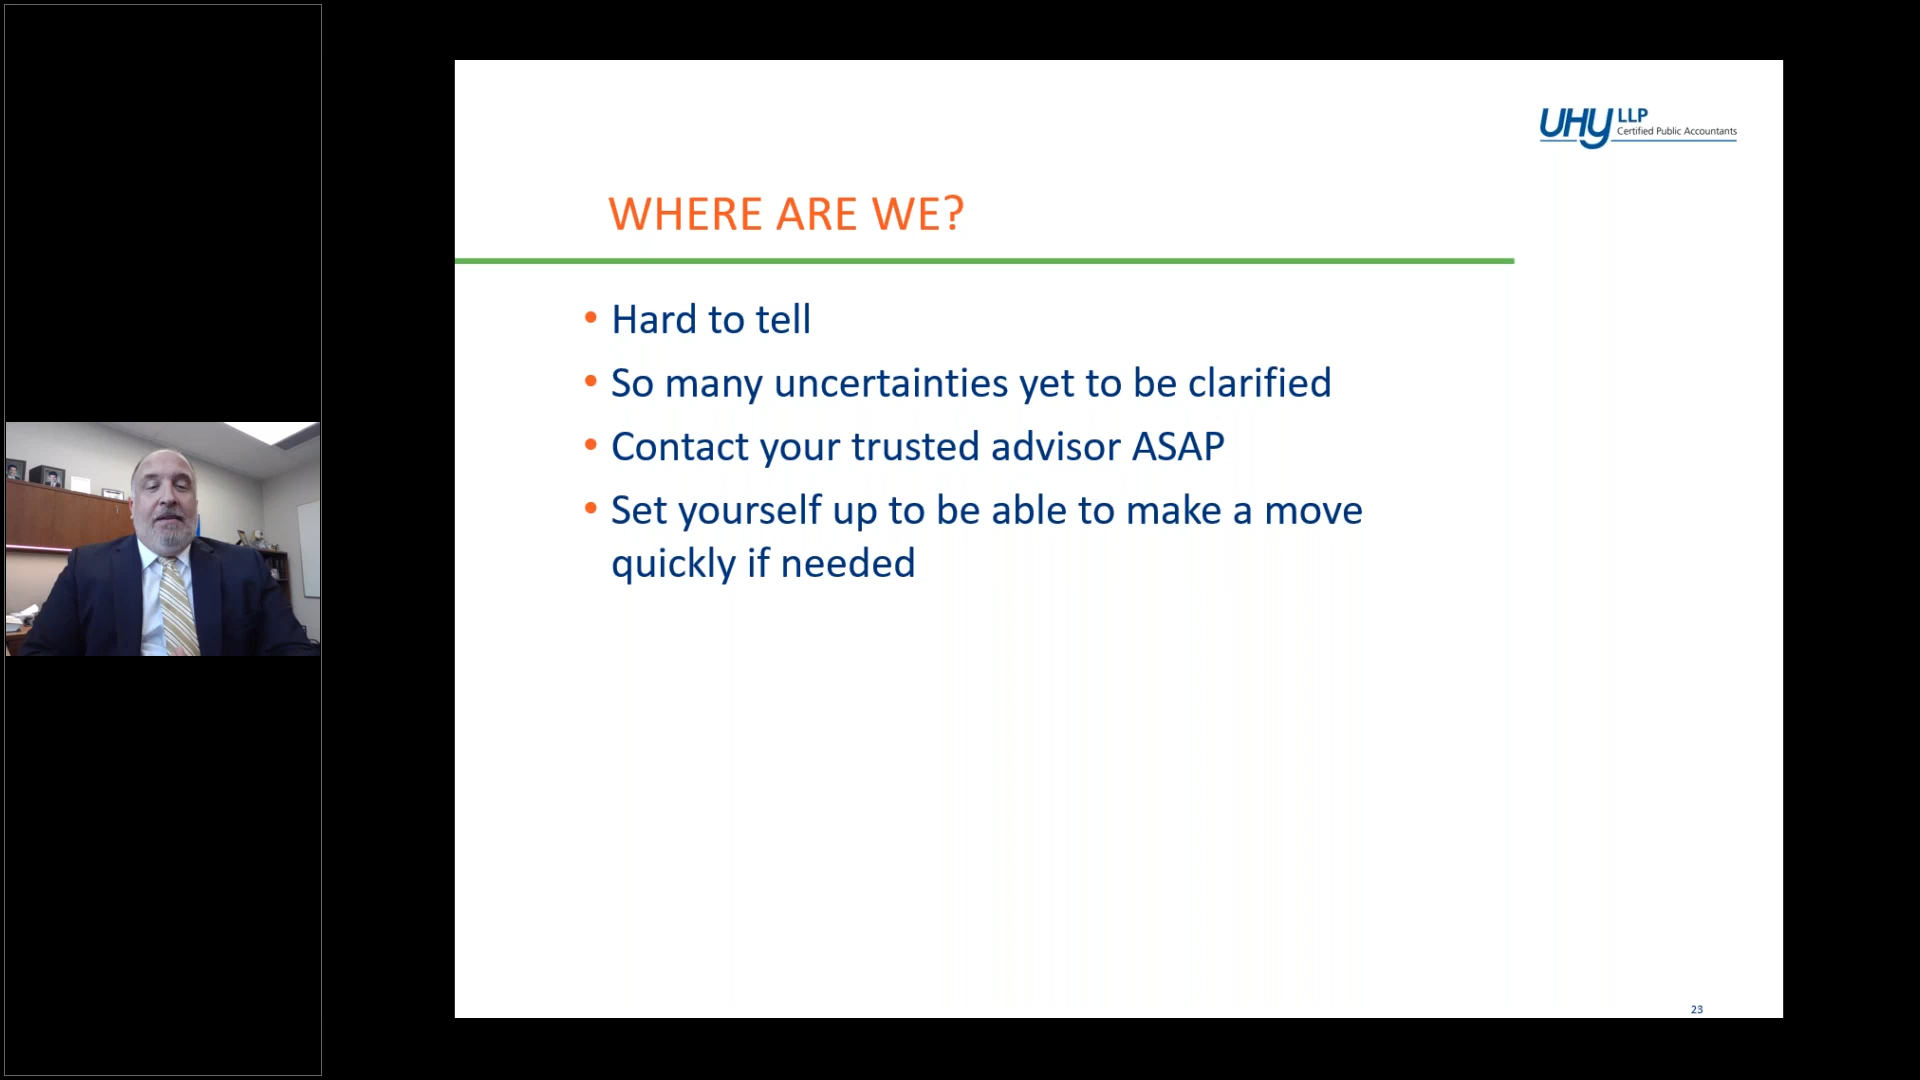 UHY LLP
Certified Public Accountants
WHERE ARE WE?
• Hard to tell
• So many uncertainties yet to be clarified
• Contact your trusted advisor ASAP
• Set yourself up to be able to make a move
quickly if needed
23